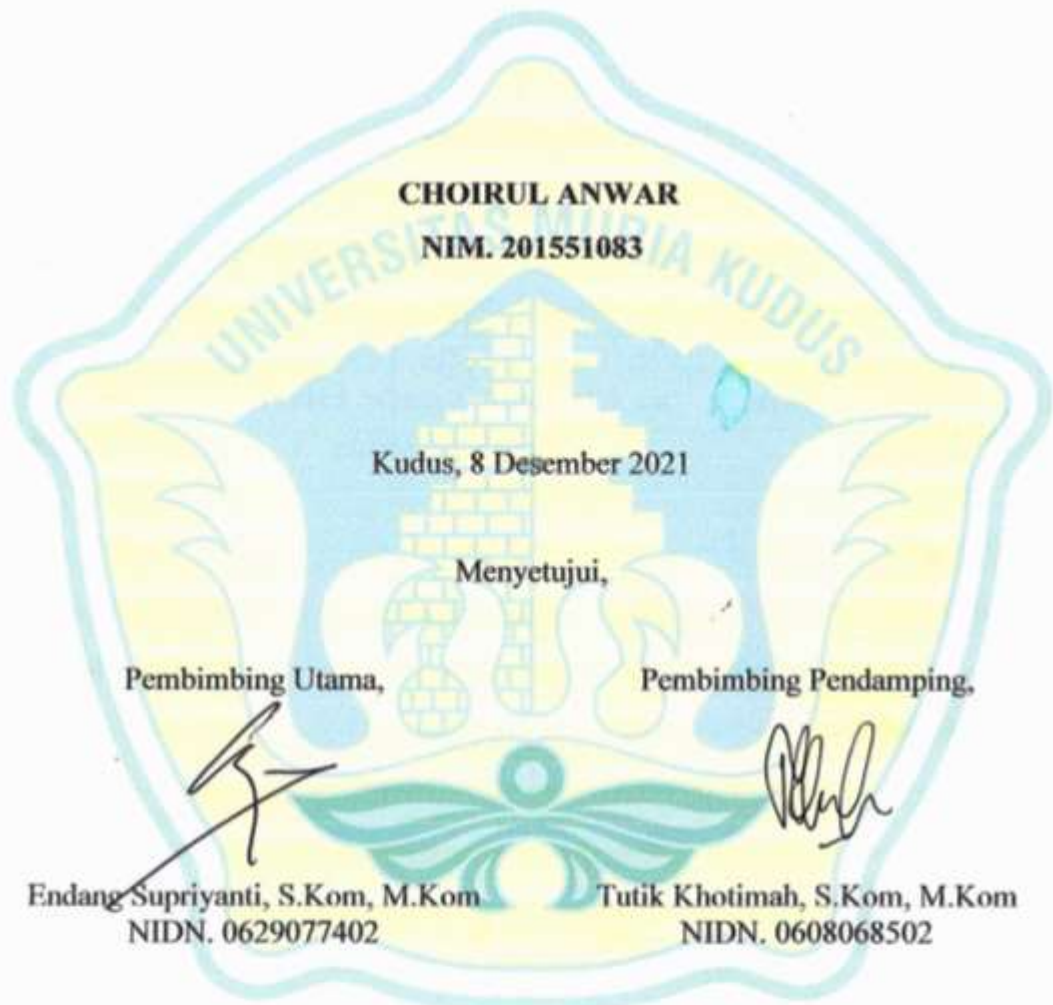 CHOIRUL ANWAR
NIM. 201551083
UNIVERSITAS MURIA KUDUS
Kudus, 8 Desember 2021
Menyetujui,
Pembimbing Utama,
Pembimbing Pendamping,
Endang Supriyanti, S.Kom, M.Kom
NIDN. 0629077402
Tutik Khotimah, S.Kom, M.Kom
NIDN. 0608068502